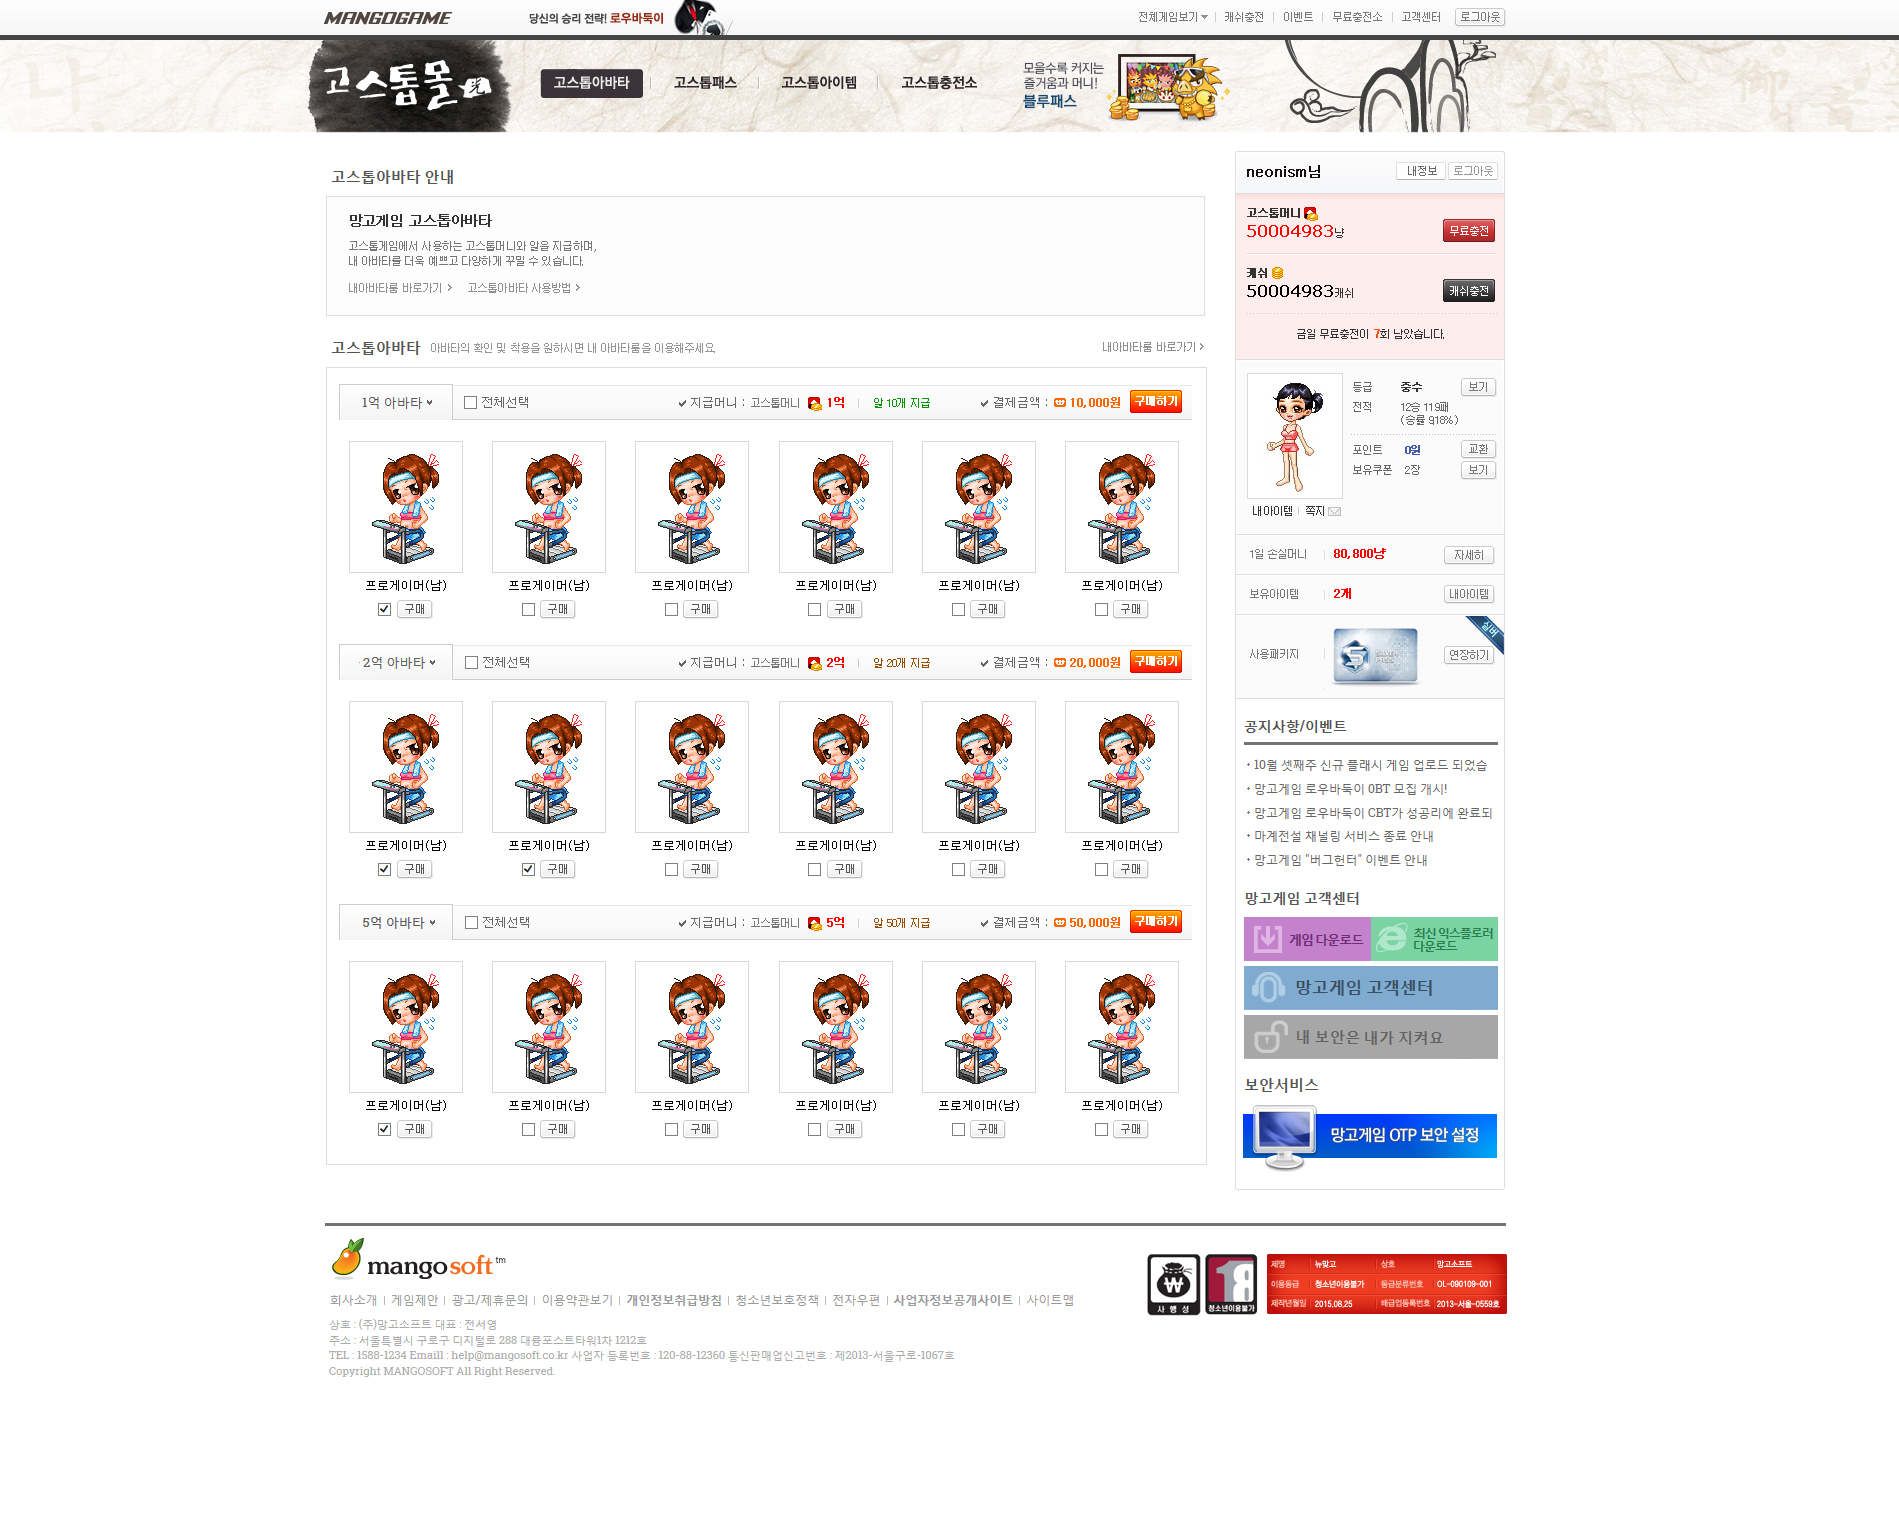 MANGOGAME
당신의 승리 전략! 로우바둑이
전체게임보기 캐쉬충전 이벤트 무료충전소 고객센터 로그아웃
고스톱몰
고스톱아바타 고스톱패스 고스톱아이템 고스톱충전소
모을수록 커지는
즐거움과 머니!
블루패스
고스톱아바타 안내
망고게임 고스톱아바타
고스톱게임에서 사용하는 고스톱머니와 알을 지급하며,
내 아바타를 더욱 예쁘고 다양하게 꾸밀 수 있습니다.
내아바타룸 바로가기 고스톱아바타 사용방법
고스톱아바타 아바타의 확인 및 착용을 원하시면 내 아바타룸을 이용해주세요. 내아바타룸 바로가기
1억 아바타 전체선택 지급머니 : 고스톱머니 1억 알 10개 지급 결제금액 : 10,000원 구매하기
프로게이머(남) 프로게이머(남) 프로게이머(남) 프로게이머(남) 프로게이머(남) 프로게이머(남)
구매 구매 구매 구매 구매 구매
2억 아바타 전체선택 지급머니 : 고스톱머니 2억 알 20개 지급 결제금액 : 20,000원 구매하기
프로게이머(남) 프로게이머(남) 프로게이머(남) 프로게이머(남) 프로게이머(남) 프로게이머(남)
구매 구매 구매 구매 구매 구매
5억 아바타 전체선택 지급머니 : 고스톱머니 5억 알 50개 지급 결제금액 : 50,000원 구매하기
프로게이머(남) 프로게이머(남) 프로게이머(남) 프로게이머(남) 프로게이머(남) 프로게이머(남)
구매 구매 구매 구매 구매 구매
neonism님 내정보 로그아웃
고스톱머니
50004983냥 무료충전
캐쉬
50004983캐쉬 캐쉬충전
금일 무료충전이 7회 남았습니다.
등급 중수 보기
전적 12승 119패
(승률 9.18%)
포인트 0원 교환
보유쿠폰 2장 보기
내아이템 쪽지
1일 손실머니 80,800냥 자세히
보유아이템 2개 내아이템
실버
사용패키지 연장하기
공지사항/이벤트
10월 셋째주 신규 플래시 게임 업로드 되었습
망고게임 로우바둑이 0BT 모집 개시!
망고게임 로우바둑이 CBT가 성공리에 완료되
마계전설 채널링 서비스 종료 안내
망고게임 "버그헌터" 이벤트 안내
망고게임 고객센터
게임 다운로드
최신 익스플로러
다운로드
망고게임 고객센터
내 보안은 내가 지켜요
보안서비스
망고게임 OTP 보안 설정
mangosoft tm
회사소개 게임제안 광고/제휴문의 이용약관보기 개인정보취급방침 청소년보호정책 전자우편 사업자정보공개사이트 사이트맵
상호 : (주)망고소프트 대표 : 전서영
주소 : 서울특별시 구로구 디지털로 288 대륭포스트타워1차 1212호
TEL : 1588-1234 Emaill : help@mangosoft.co.kr 사업자 등록번호 : 120-88-12360 통신판매업신고번호 : 제2013-서울구로-1067호
Copyright MANGOSOFT All Right Reserved.
사행성
18
청소년이용불가
제명 뉴맞고 상호 망고소프트
이용등급 청소년이용불가 등급분류번호 OL-090109-001
제작년월일 2015.08.25 배급업등록번호 2013-서울-0559호